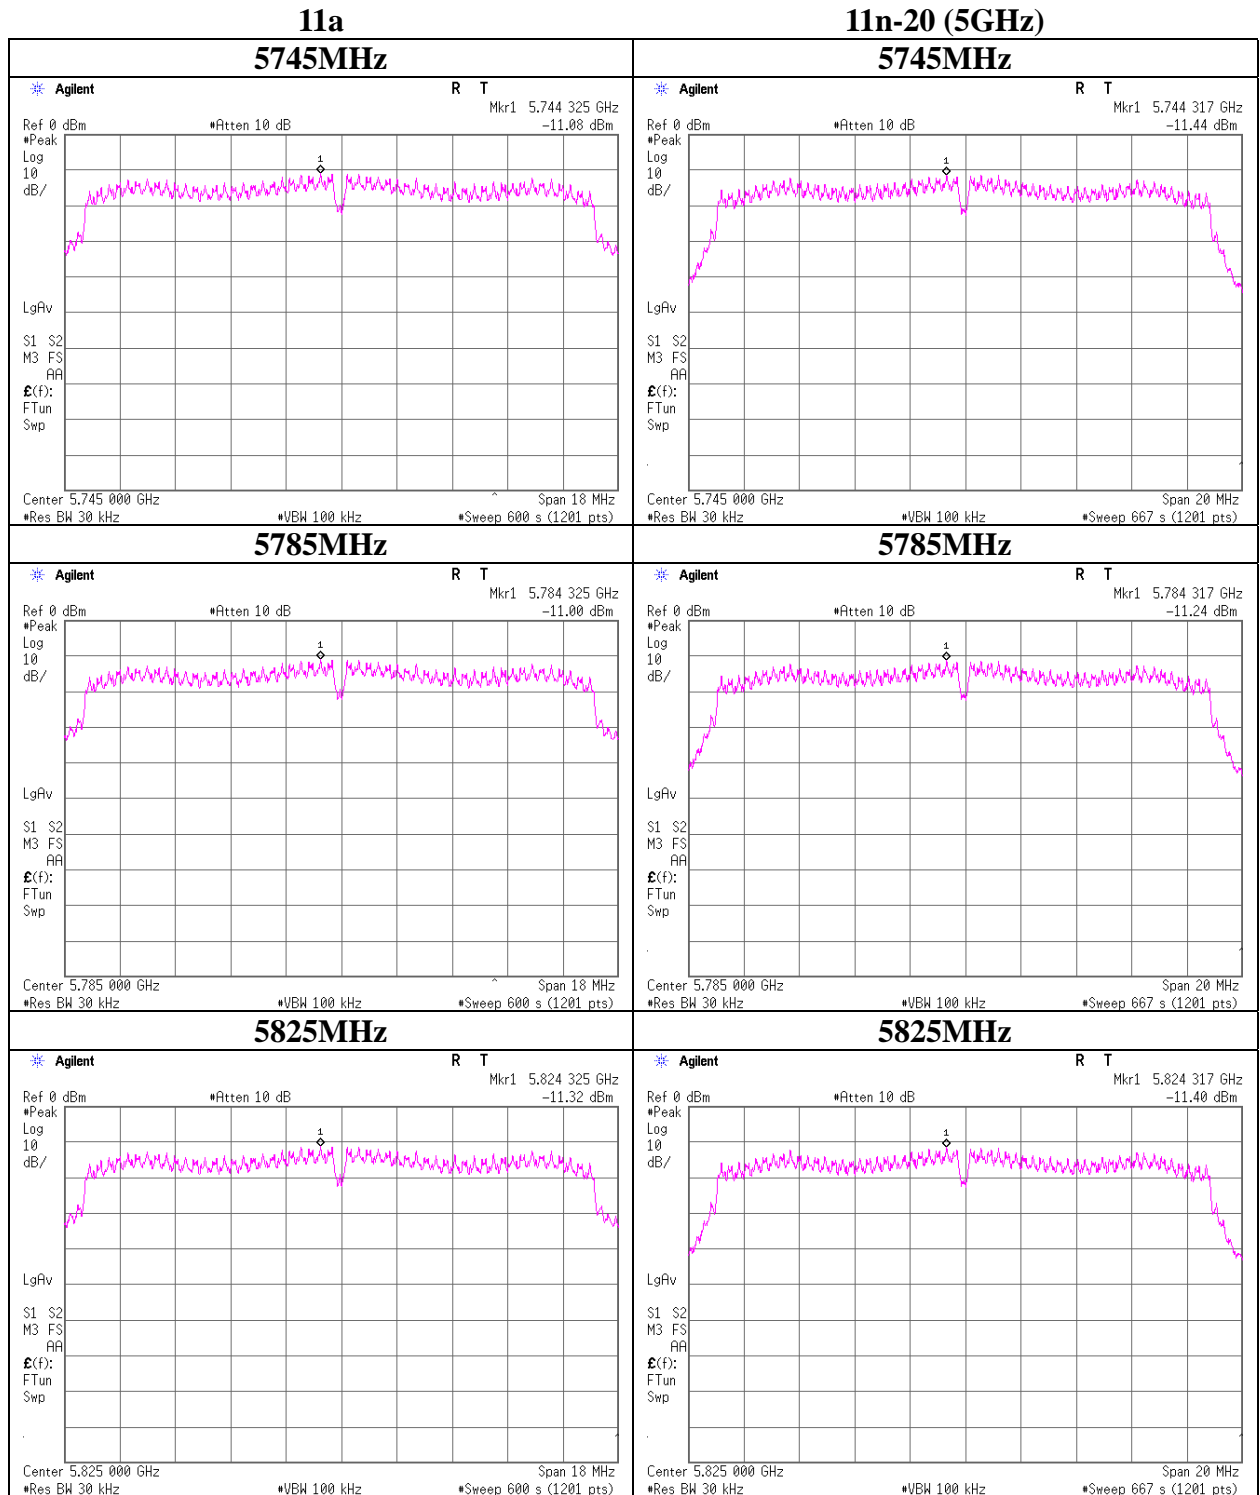 11a 11n-20 (5GHz)
5745MHz 5745MHz
Agilent R T
Mkr1 5.744 325 GHz
Ref 0 dBm #Atten 10 dB -11.08 dBm
#Peak
Log
10
dB/
1
LgAv
S1 S2
M3 FS
AA
£(f):
FTun
Swp
Center 5.745 000 GHz ^ Span 18 MHz
#Res BW 30 kHz #VBW 100 kHz #Sweep 600 s (1201 pts)
Agilent R T
Mkr1 5.744 317 GHz
Ref 0 dBm #Atten 10 dB -11.44 dBm
#Peak
Log
10
dB/
1
LgAv
S1 S2
M3 FS
AA
£(f):
FTun
Swp
Center 5.745 000 GHz Span 20 MHz
#Res BW 30 kHz #VBW 100 kHz #Sweep 667 s (1201 pts)
5785MHz 5785MHz
Agilent R T
Mkr1 5.784 325 GHz
Ref 0 dBm #Atten 10 dB -11.00 dBm
#Peak
Log
10
dB/
1
LgAv
S1 S2
M3 FS
AA
£(f):
FTun
Swp
Center 5.785 000 GHz ^ Span 18 MHz
#Res BW 30 kHz #VBW 100 kHz #Sweep 600 s (1201 pts)
Agilent R T
Mkr1 5.784 317 GHz
Ref 0 dBm #Atten 10 dB -11.24 dBm
#Peak
Log
10
dB/
1
LgAv
S1 S2
M3 FS
AA
£(f):
FTun
Swp
Center 5.785 000 GHz Span 20 MHz
#Res BW 30 kHz #VBW 100 kHz #Sweep 667 s (1201 pts)
5825MHz 5825MHz
Agilent R T
Mkr1 5.824 325 GHz
Ref 0 dBm #Atten 10 dB -11.32 dBm
#Peak
Log
10
dB/
1
LgAv
S1 S2
M3 FS
AA
£(f):
FTun
Swp
Center 5.825 000 GHz Span 18 MHz
#Res BW 30 kHz #VBW 100 kHz #Sweep 600 s (1201 pts)
Agilent R T
Mkr1 5.824 317 GHz
Ref 0 dBm #Atten 10 dB -11.40 dBm
#Peak
Log
10
dB/
1
LgAv
S1 S2
M3 FS
AA
£(f):
FTun
Swp
Center 5.825 000 GHz Span 20 MHz
#Res BW 30 kHz #VBW 100 kHz #Sweep 667 s (1201 pts)